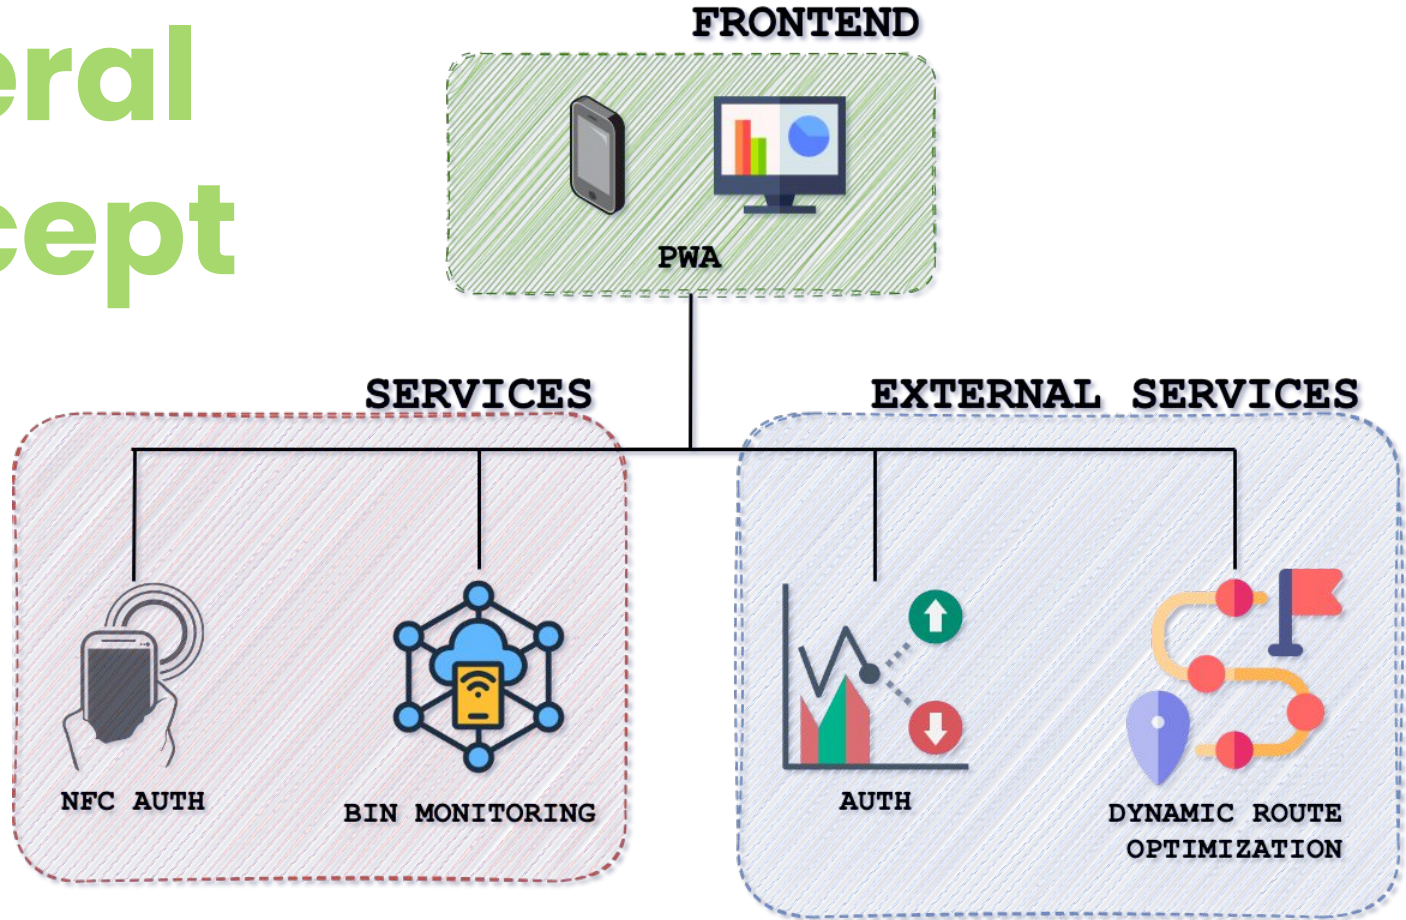 eral
cept
FRONTEND
PWA
SERVICES
EXTERNAL SERVICES
NFC AUTH
BIN MONITORING
AUTH
DYNAMIC ROUTE
OPTIMIZATION